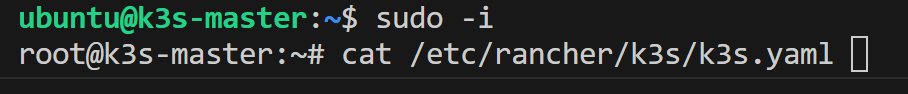 ubuntu@k3s-master:~$ sudo -i
root@k3s-master:~# cat /etc/rancher/k3s/k3s.yaml